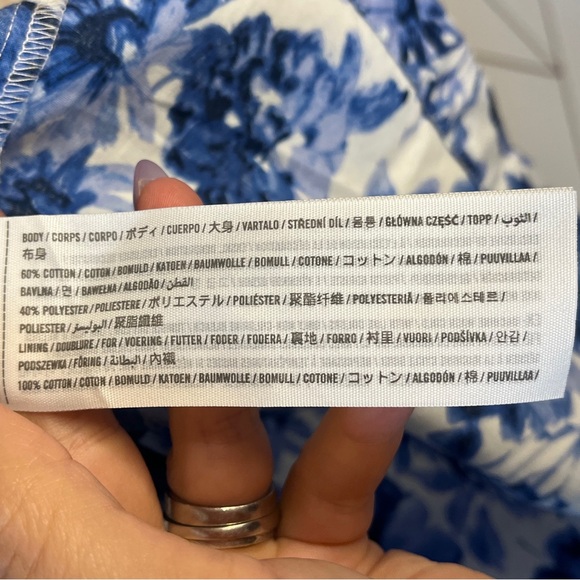 BODY / CORPS / CORPO / ボディ / CUERPO / 大身 / VARTALO / STŘEDNÍ DÍL / 몸통 / GŁÓWNA CZĘŚĆ / TOPP / الثوب /
布身
60% COTTON / COTON / BOMULD / KATOEN / BAUMWOLLE / BOMULL / COTONE / コットン / ALGODÓN / 棉 / PUUVILLAA /
BAVLNA / 면 / BAWEŁNA / ALGODÃO / القطن
40% POLYESTER / POLIESTERE / ポリエステル / POLIÉSTER / 聚酯纤维 / POLYESTERIÄ / 폴리에스테르 /
POLIESTER / البوليستر / 聚酯纖維
LINING / DOUBLURE / FOR / VOERING / FUTTER / FODER / FODERA / 裏地 / FORRO / 衬里 / VUORI / PODŠÍVKA / 안감 /
PODSZEWKA / FÔRING / البطانة / 內襯
100% COTTON / COTON / BOMULD / KATOEN / BAUMWOLLE / BOMULL / COTONE / コットン / ALGODÓN / 棉 / PUUVILLAA /